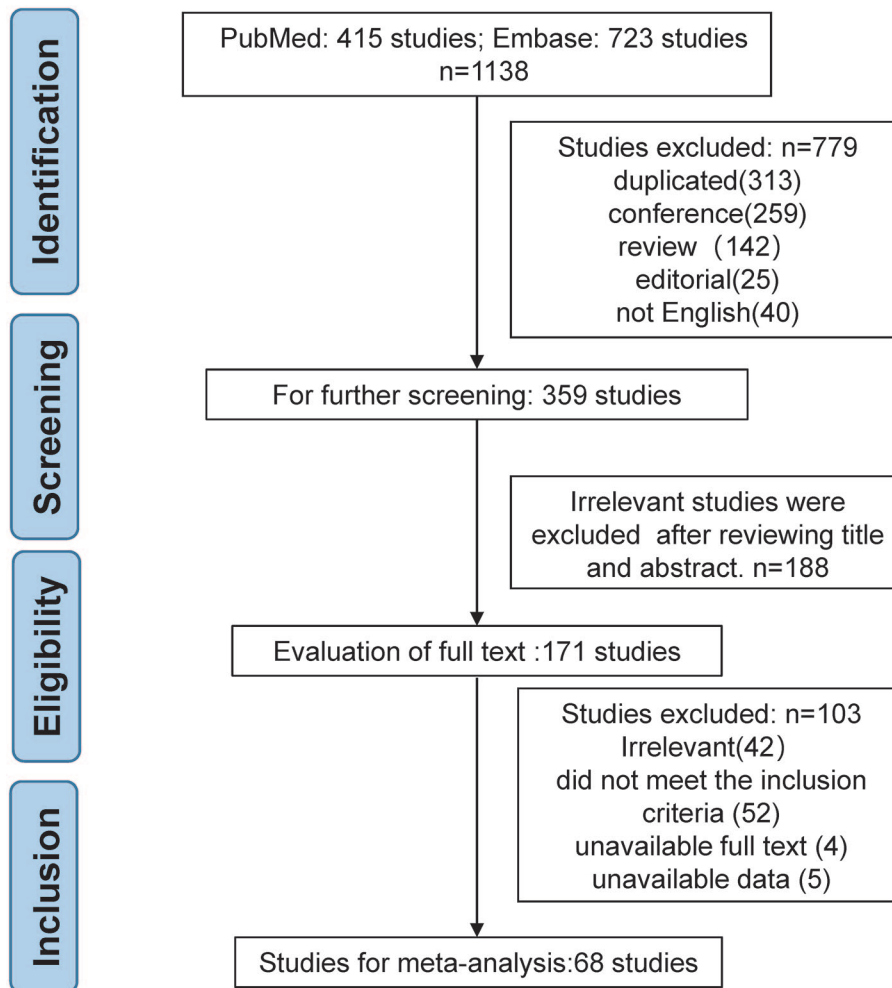 Identification
PubMed: 415 studies; Embase: 723 studies
n=1138
Studies excluded: n=779
duplicated(313)
conference(259)
review（142）
editorial(25)
not English(40)
Screening
For further screening: 359 studies
Irrelevant studies were
excluded  after reviewing title
and abstract. n=188
Eligibility
Evaluation of full text :171 studies
Studies excluded: n=103
Irrelevant(42)
did not meet the inclusion
criteria (52)
unavailable full text (4)
unavailable data (5)
Inclusion
Studies for meta-analysis:68 studies